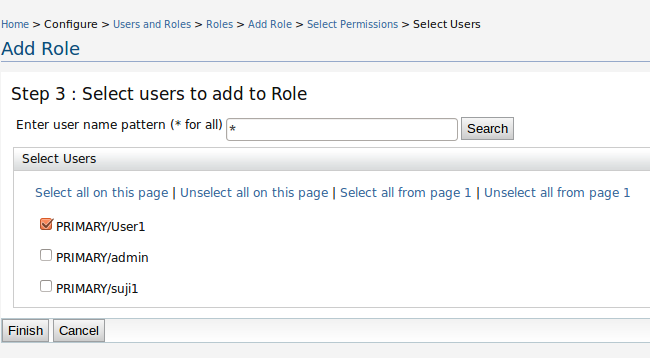 Home > Configure > Users and Roles > Roles > Add Role > Select Permissions > Select Users
Add Role
Step 3 : Select users to add to Role
Enter user name pattern (* for all) * Search
Select Users
Select all on this page | Unselect all on this page | Select all from page 1 | Unselect all from page 1
PRIMARY/User1
PRIMARY/admin
PRIMARY/suji1
Finish Cancel